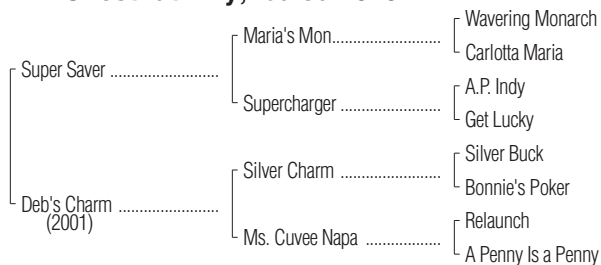 Wavering Monarch
Maria's Mon
Carlotta Maria
Super Saver
A.P. Indy
Supercharger
Get Lucky
Silver Buck
Silver Charm
Bonnie's Poker
Deb's Charm
(2001)
Relaunch
Ms. Cuvee Napa
A Penny Is a Penny